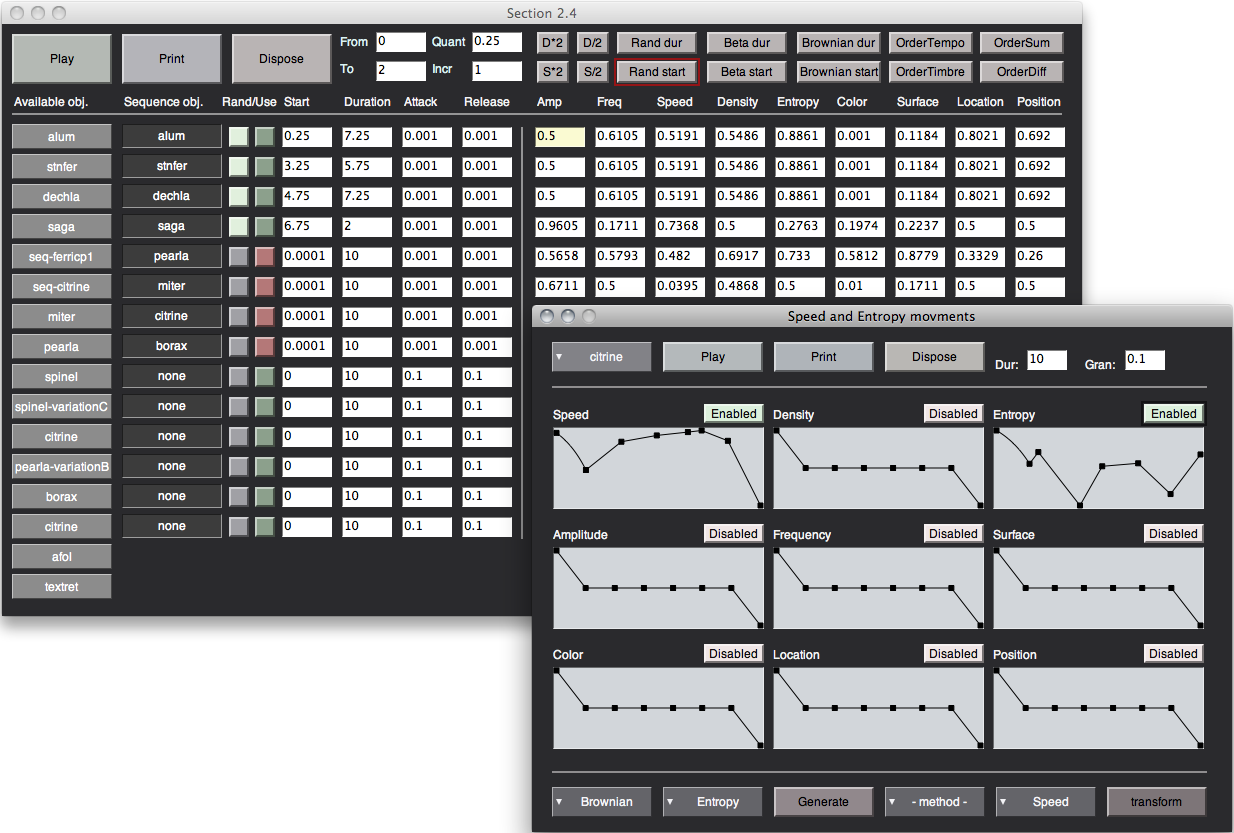 Section 2.4
Play Print Dispose From 0 Quant 0.25 D*2 D/2 Rand dur Beta dur Brownian dur OrderTempo OrderSum
To 2 Incr 1 S*2 S/2 Rand start Beta start Brownian start OrderTimbre OrderDiff
Available obj. Sequence obj. Rand/Use Start Duration Attack Release Amp Freq Speed Density Entropy Color Surface Location Position
alum alum 0.25 7.25 0.001 0.001 0.5 0.6105 0.5191 0.5486 0.8861 0.001 0.1184 0.8021 0.692
stnfer stnfer 3.25 5.75 0.001 0.001 0.5 0.6105 0.5191 0.5486 0.8861 0.001 0.1184 0.8021 0.692
dechla dechla 4.75 7.25 0.001 0.001 0.5 0.6105 0.5191 0.5486 0.8861 0.001 0.1184 0.8021 0.692
saga saga 6.75 2 0.001 0.001 0.9605 0.1711 0.7368 0.5 0.2763 0.1974 0.2237 0.5 0.5
seq-ferricp1 pearla 0.0001 10 0.001 0.001 0.5658 0.5793 0.482 0.6917 0.733 0.5812 0.8779 0.3329 0.26
seq-citrine miter 0.0001 10 0.001 0.001 0.6711 0.5 0.0395 0.4868 0.5 0.01 0.1711 0.5 0.5
miter citrine 0.0001 10 0.001 0.001
pearla borax 0.0001 10 0.001 0.001
spinel none 0 10 0.1 0.1
spinel-variationC none 0 10 0.1 0.1
citrine none 0 10 0.1 0.1
pearla-variationB none 0 10 0.1 0.1
borax none 0 10 0.1 0.1
citrine none 0 10 0.1 0.1
afol
textret
Speed and Entropy movments
citrine Play Print Dispose Dur: 10 Gran: 0.1
Speed Enabled Density Disabled Entropy Enabled
Amplitude Disabled Frequency Disabled Surface Disabled
Color Disabled Location Disabled Position Disabled
Brownian Entropy Generate - method - Speed transform